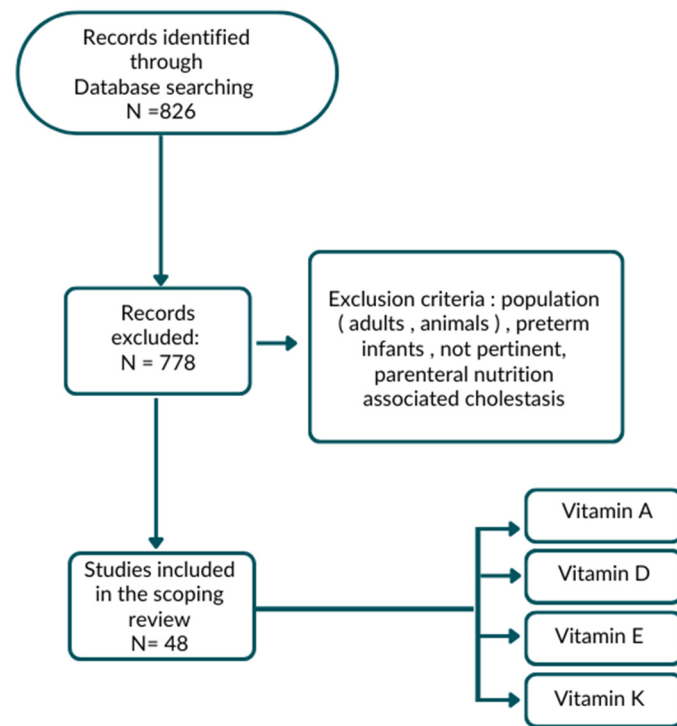 Records identified
through
Database searching
N =826
Records
excluded:
N = 778
Exclusion criteria : population
( adults , animals ) , preterm
infants , not pertinent,
parenteral nutrition
associated cholestasis
Studies included
in the scoping
review
N= 48
Vitamin A
Vitamin D
Vitamin E
Vitamin K